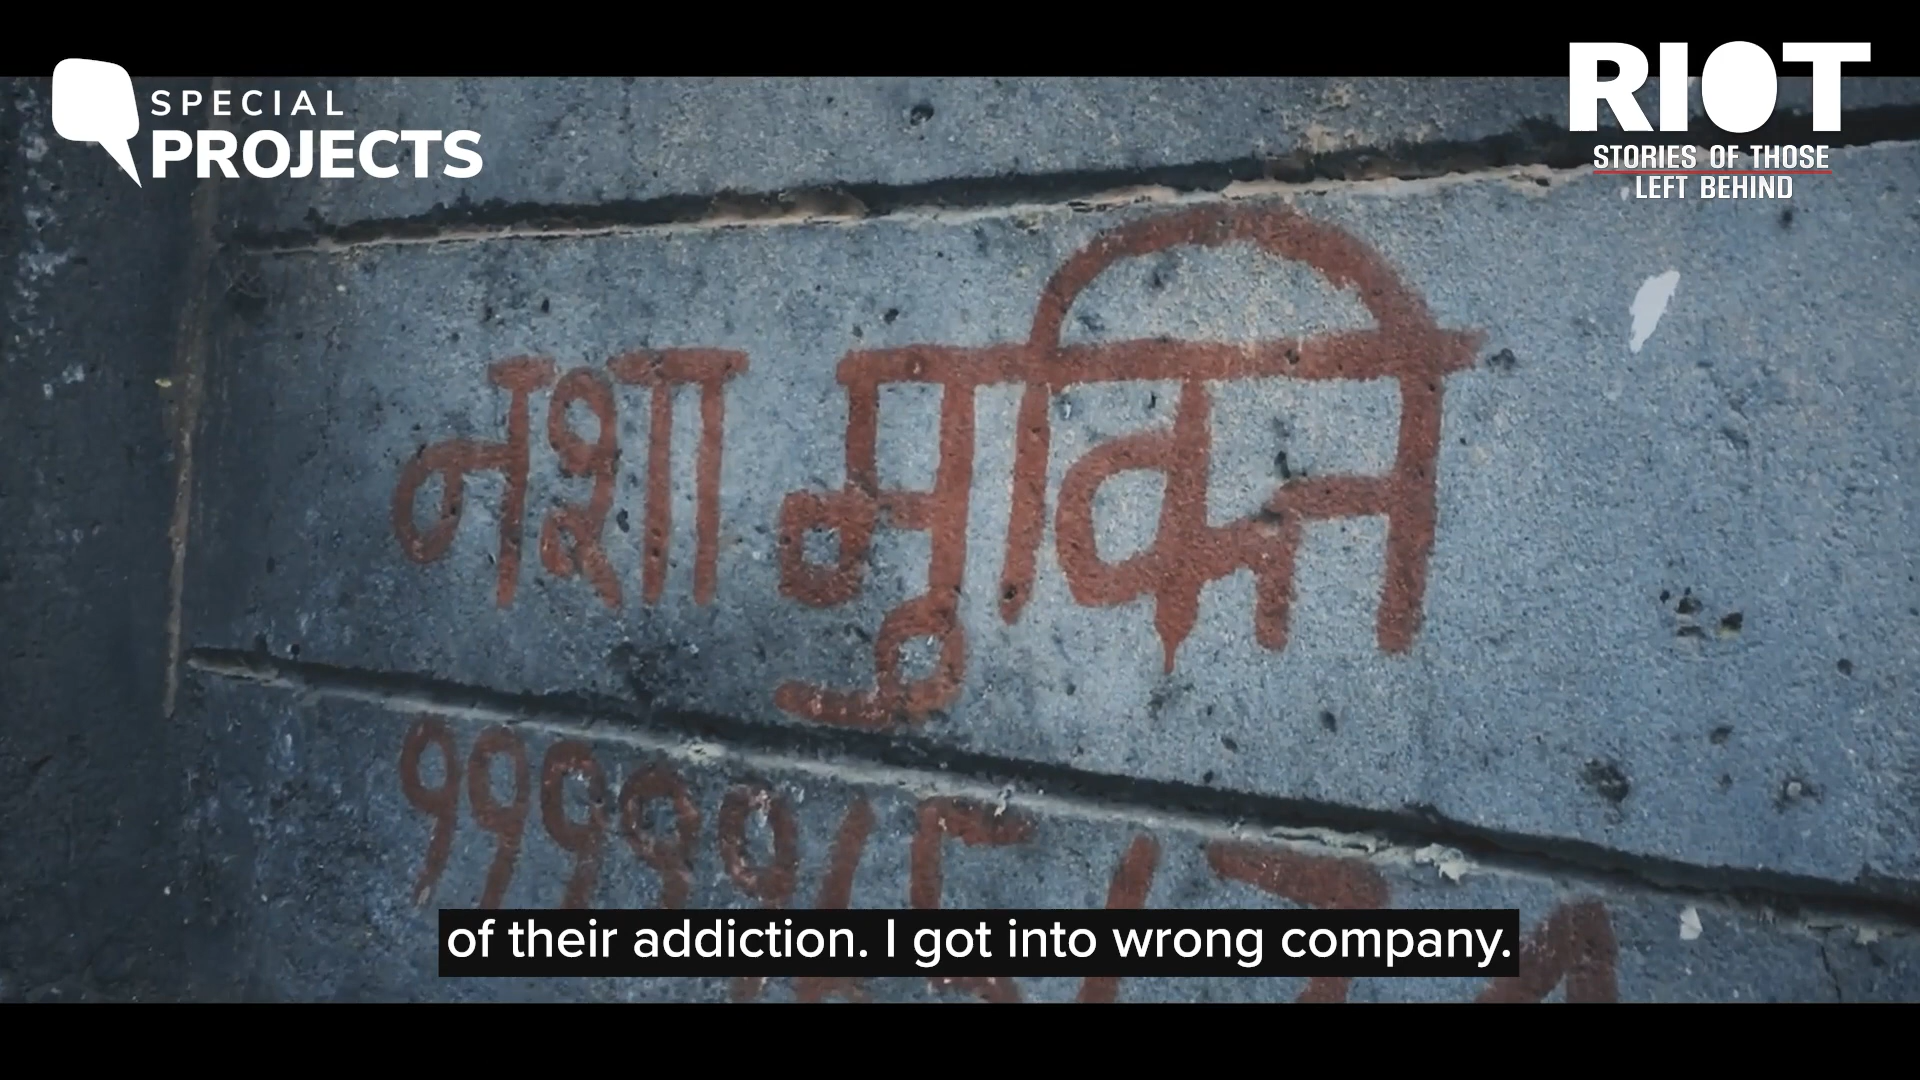 SPECIAL
PROJECTS
RIOT
STORIES OF THOSE
LEFT BEHIND
नशा मुक्ति
of their addiction. I got into wrong company.